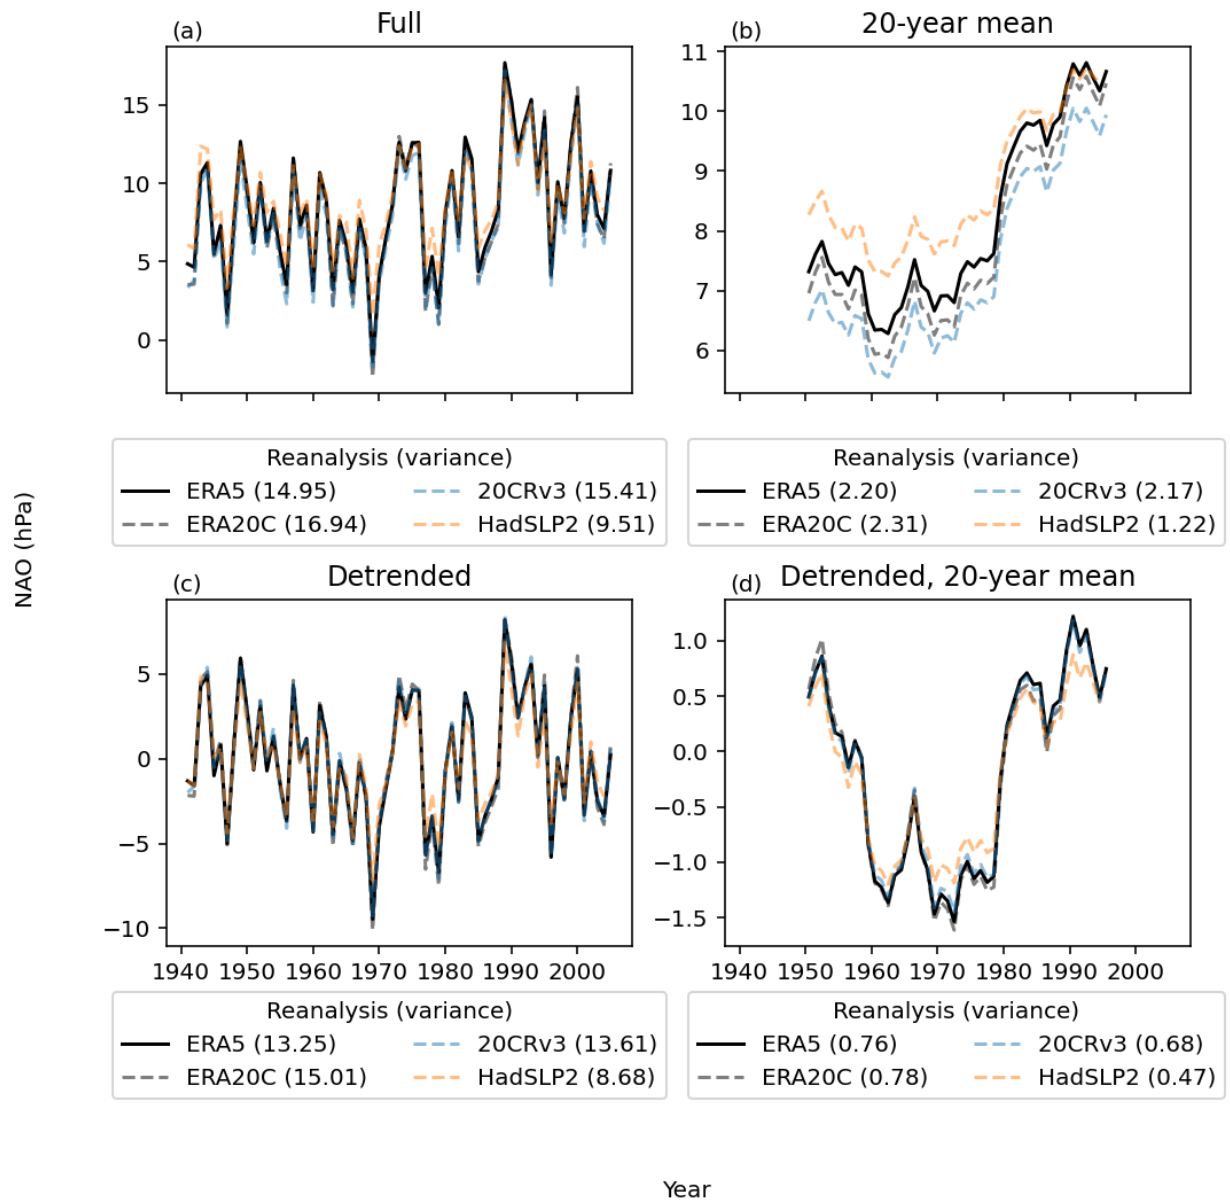 (a) Full
(b) 20-year mean
15
10
5
0
11
10
9
8
7
6
Reanalysis (variance)
ERA5 (14.95) 20CRv3 (15.41)
ERA20C (16.94) HadSLP2 (9.51)
Reanalysis (variance)
ERA5 (2.20) 20CRv3 (2.17)
ERA20C (2.31) HadSLP2 (1.22)
NAO (hPa)
(c) Detrended
(d) Detrended, 20-year mean
5
0
−5
−10
1940 1950 1960 1970 1980 1990 2000
1.0
0.5
0.0
−0.5
−1.0
−1.5
1940 1950 1960 1970 1980 1990 2000
Reanalysis (variance)
ERA5 (13.25) 20CRv3 (13.61)
ERA20C (15.01) HadSLP2 (8.68)
Reanalysis (variance)
ERA5 (0.76) 20CRv3 (0.68)
ERA20C (0.78) HadSLP2 (0.47)
Year